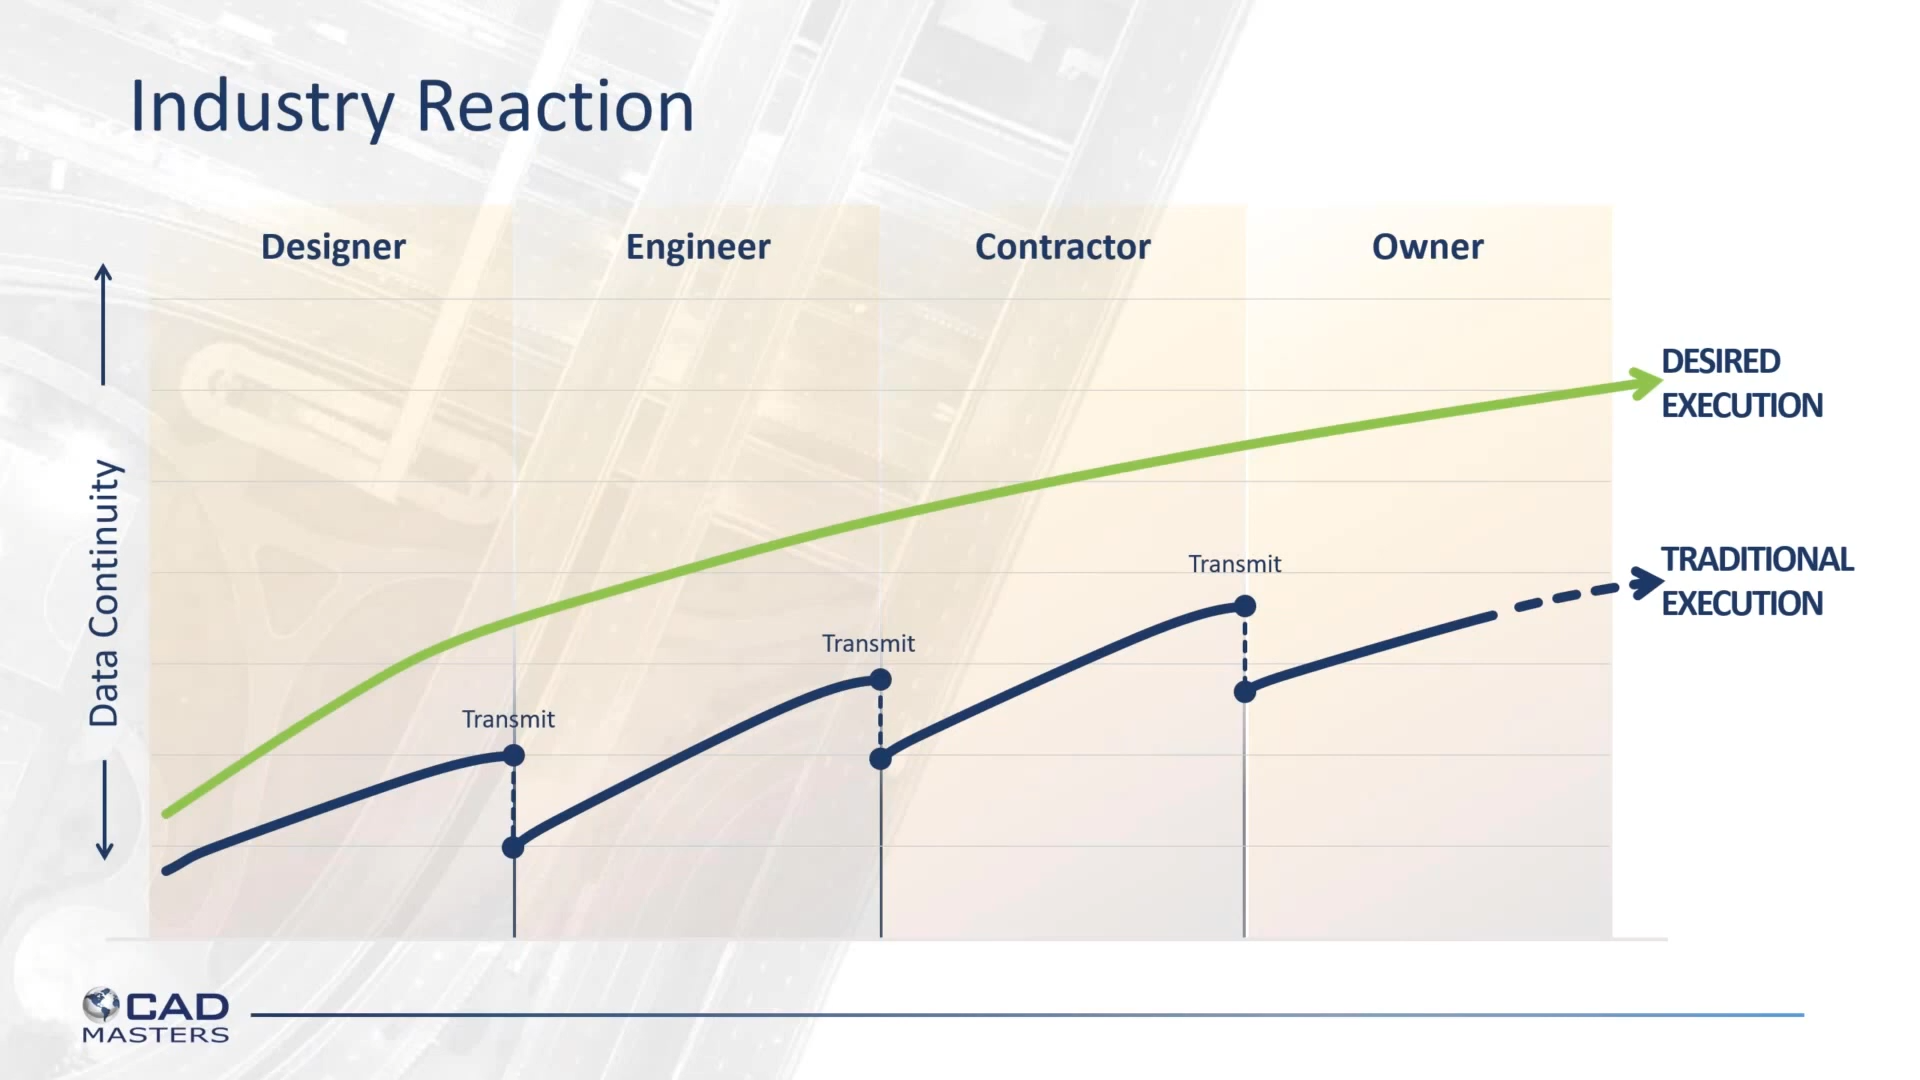 Industry Reaction
Designer
Engineer
Contractor
Owner
Data Continuity
DESIRED
EXECUTION
TRADITIONAL
EXECUTION
Transmit
Transmit
Transmit
CAD
MASTERS